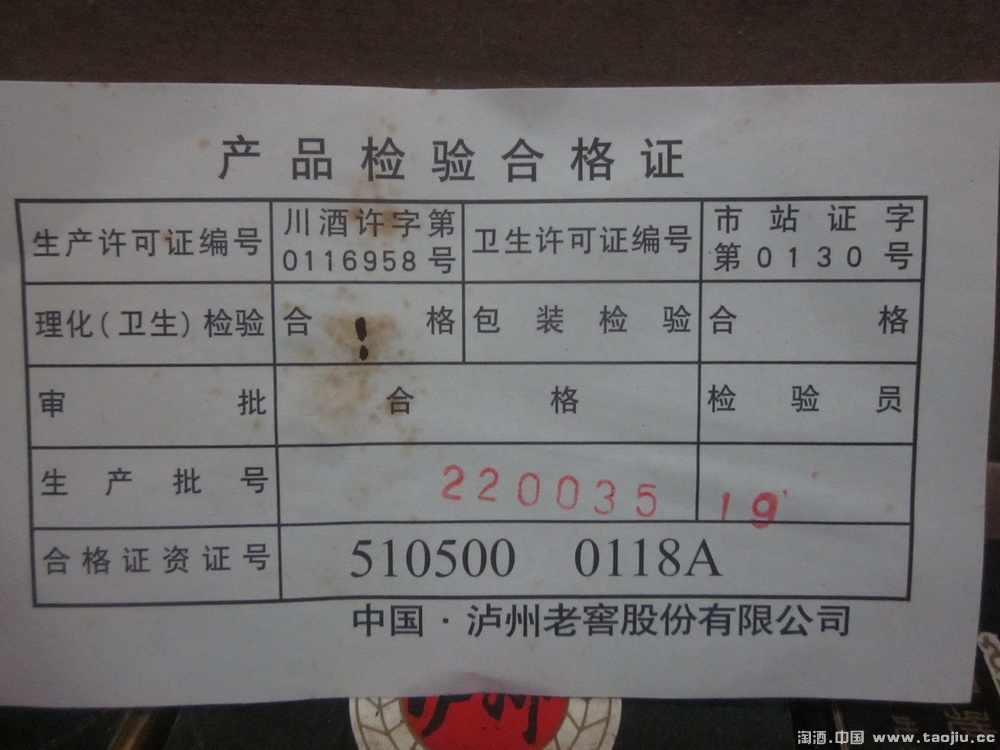 产品检验合格证
生产许可证编号 川酒许字第0116958号 卫生许可证编号 市站证字第0130号
理化(卫生)检验 合格 包装检验 合格
审批 合格 检验员
生产批号 220035 19
合格证资证号 510500 0118A
中国·泸州老窖股份有限公司
泸州
淘酒.中国 www.taojiu.cc